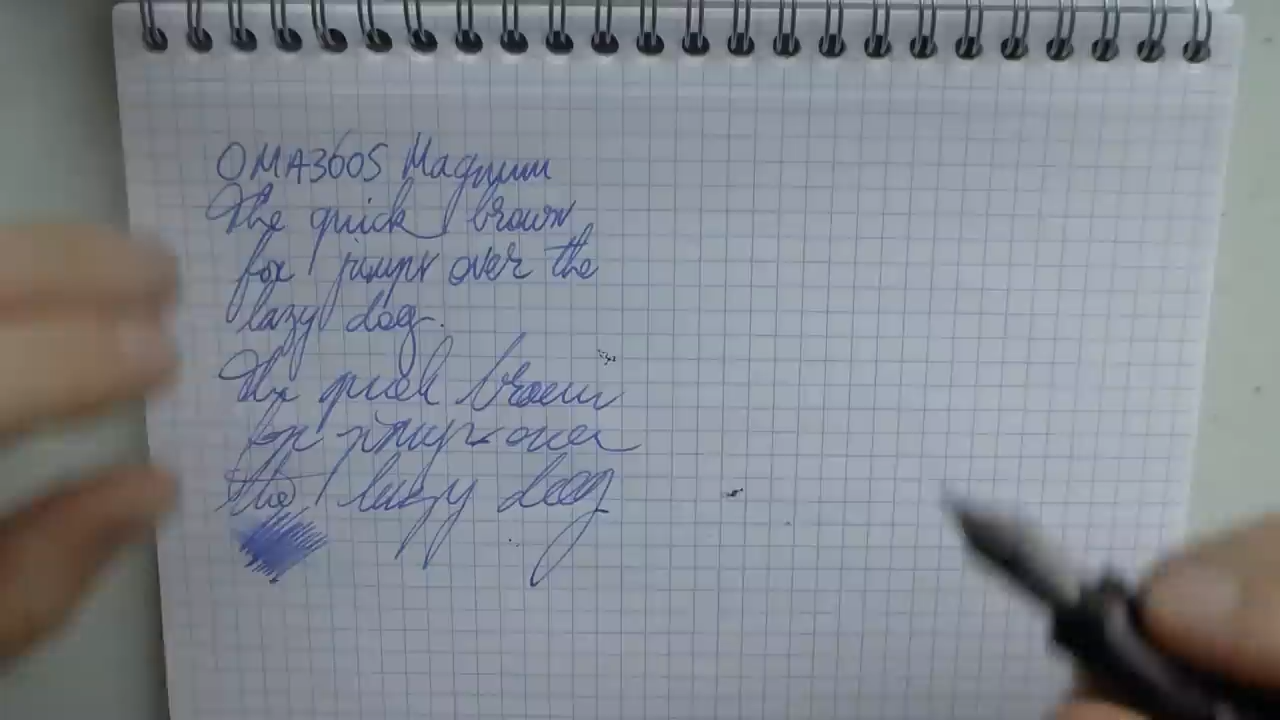 OMA360S Magnum
The quick brown
fox jumps over the
lazy dog.
The quick brown
fox jumps over
the lazy dog